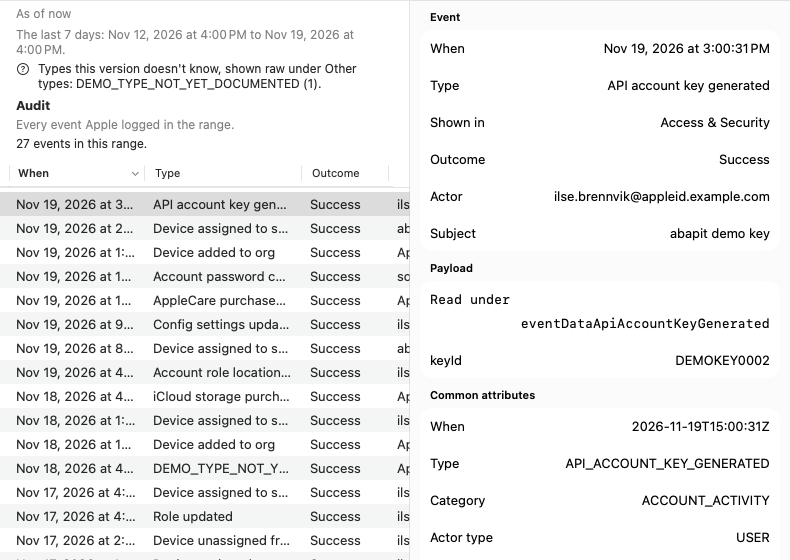 As of now
The last 7 days: Nov 12, 2026 at 4:00 PM to Nov 19, 2026 at
4:00 PM.
Types this version doesn't know, shown raw under Other
types: DEMO_TYPE_NOT_YET_DOCUMENTED (1).
Audit
Every event Apple logged in the range.
27 events in this range.
When Type Outcome
Nov 19, 2026 at 3... API account key gen... Success ils
Nov 19, 2026 at 2... Device assigned to s... Success ab
Nov 19, 2026 at 1:... Device added to org Success Ap
Nov 19, 2026 at 1... Account password c... Success so
Nov 19, 2026 at 1... AppleCare purchase... Success Ap
Nov 19, 2026 at 9... Config settings upda... Success ils
Nov 19, 2026 at 8... Device assigned to s... Success ab
Nov 19, 2026 at 4... Account role location... Success ils
Nov 18, 2026 at 4... iCloud storage purch... Success Ap
Nov 18, 2026 at 1:... Device assigned to s... Success ils
Nov 18, 2026 at 1... Device added to org Success Ap
Nov 18, 2026 at 4... DEMO_TYPE_NOT_Y... Success Ap
Nov 17, 2026 at 4:... Device assigned to s... Success ils
Nov 17, 2026 at 4:... Role updated Success ils
Nov 17, 2026 at 2:... Device unassigned fr... Success ils
Event
When Nov 19, 2026 at 3:00:31 PM
Type API account key generated
Shown in Access & Security
Outcome Success
Actor ilse.brennvik@appleid.example.com
Subject abapit demo key
Payload
Read under
eventDataApiAccountKeyGenerated
keyId DEMOKEY0002
Common attributes
When 2026-11-19T15:00:31Z
Type API_ACCOUNT_KEY_GENERATED
Category ACCOUNT_ACTIVITY
Actor type USER